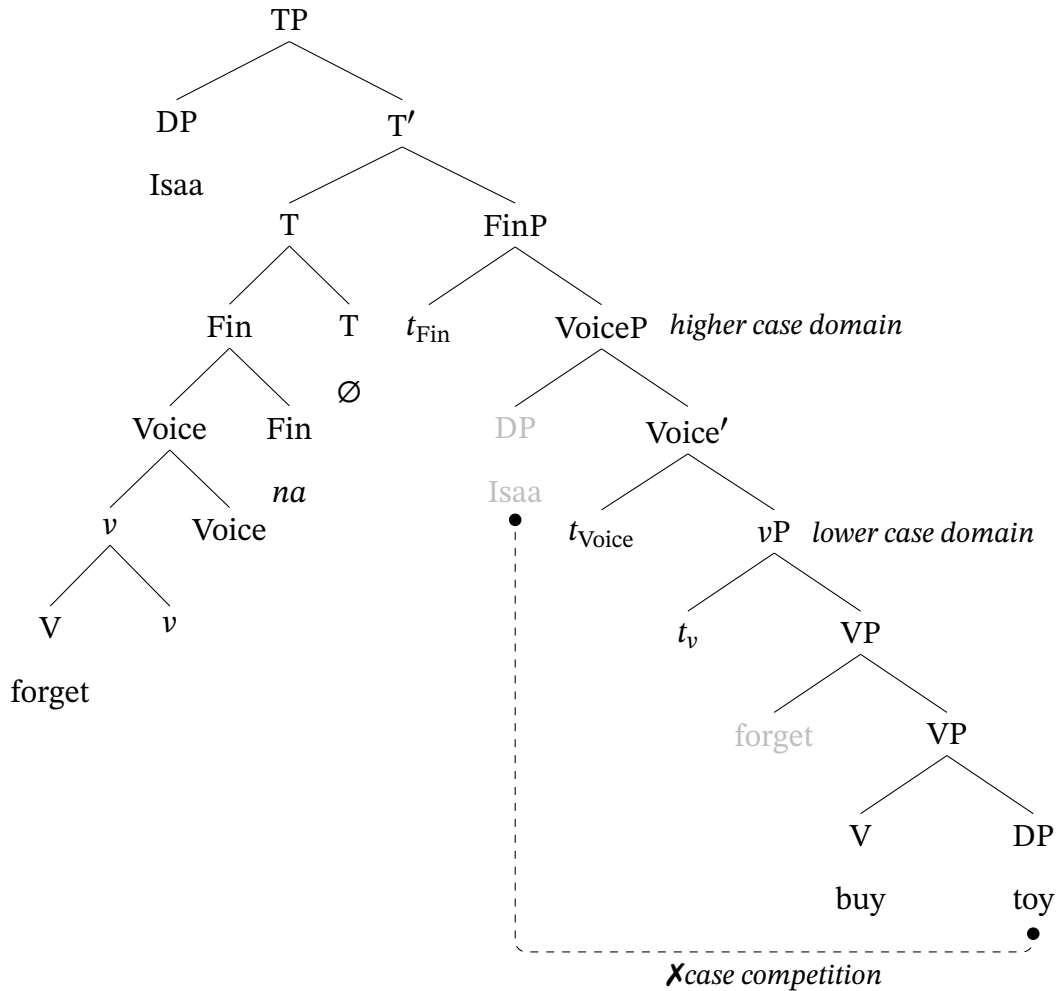 TP
DP T′
Isaa
T FinP
Fin T t_Fin VoiceP higher case domain
∅
Voice Fin DP Voice′
na Isaa
v Voice t_Voice vP lower case domain
V v t_v VP
forget
forget VP
V DP
buy toy
✗case competition